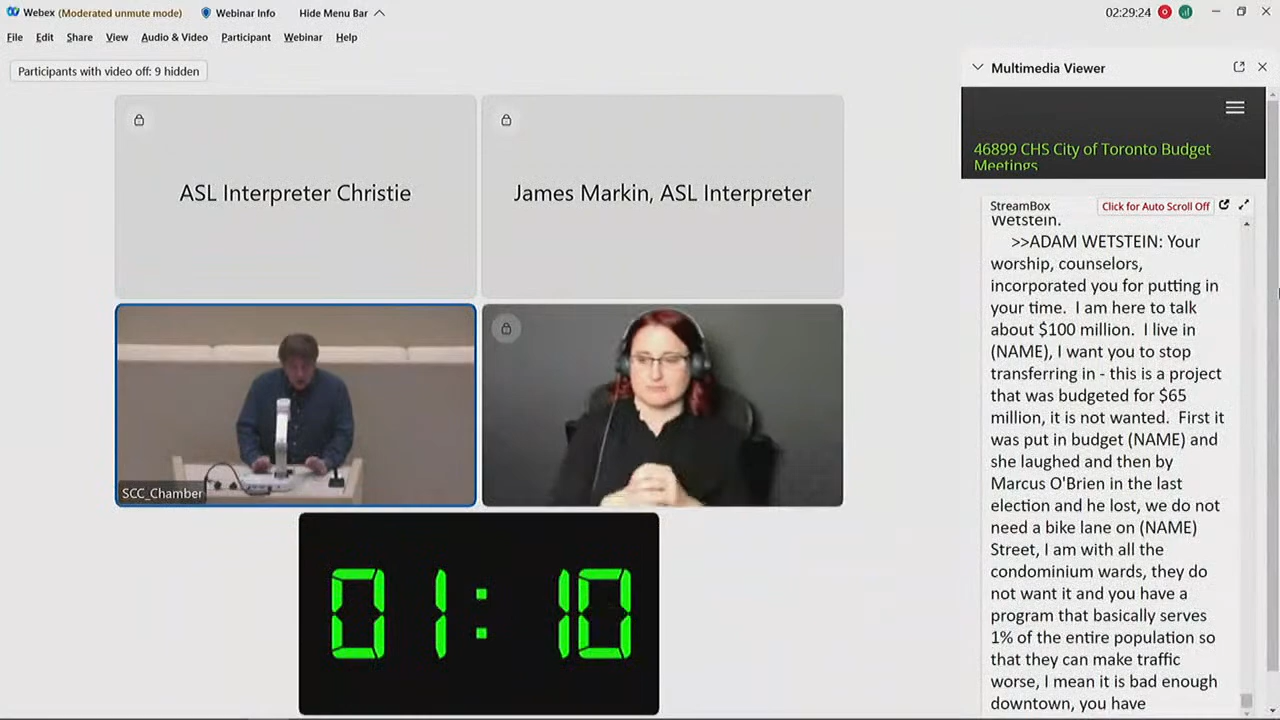 Webex (Moderated unmute mode) Webinar Info Hide Menu Bar 02:29:24
File Edit Share View Audio & Video Participant Webinar Help
Participants with video off: 9 hidden
Multimedia Viewer
ASL Interpreter Christie
James Markin, ASL Interpreter
SCC_Chamber
01:10
46899 CHS City of Toronto Budget
Meetings
StreamBox Click for Auto Scroll Off
Wetstein.
>>ADAM WETSTEIN: Your
worship, counselors,
incorporated you for putting in
your time. I am here to talk
about $100 million. I live in
(NAME), I want you to stop
transferring in - this is a project
that was budgeted for $65
million, it is not wanted. First it
was put in budget (NAME) and
she laughed and then by
Marcus O'Brien in the last
election and he lost, we do not
need a bike lane on (NAME)
Street, I am with all the
condominium wards, they do
not want it and you have a
program that basically serves
1% of the entire population so
that they can make traffic
worse, I mean it is bad enough
downtown, you have